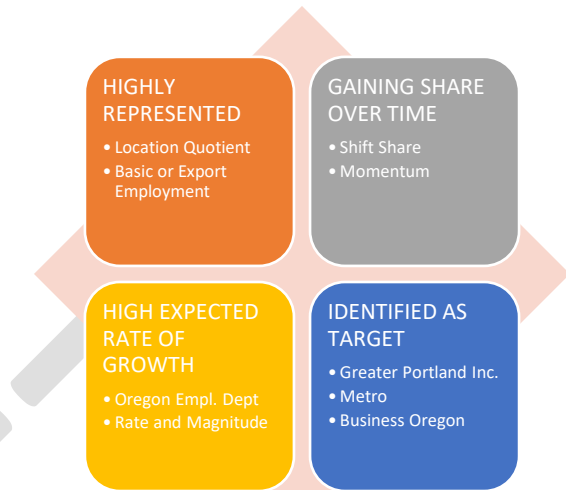 HIGHLY
REPRESENTED
• Location Quotient
• Basic or Export
Employment
GAINING SHARE
OVER TIME
• Shift Share
• Momentum
HIGH EXPECTED
RATE OF
GROWTH
• Oregon Empl. Dept
• Rate and Magnitude
IDENTIFIED AS
TARGET
• Greater Portland Inc.
• Metro
• Business Oregon